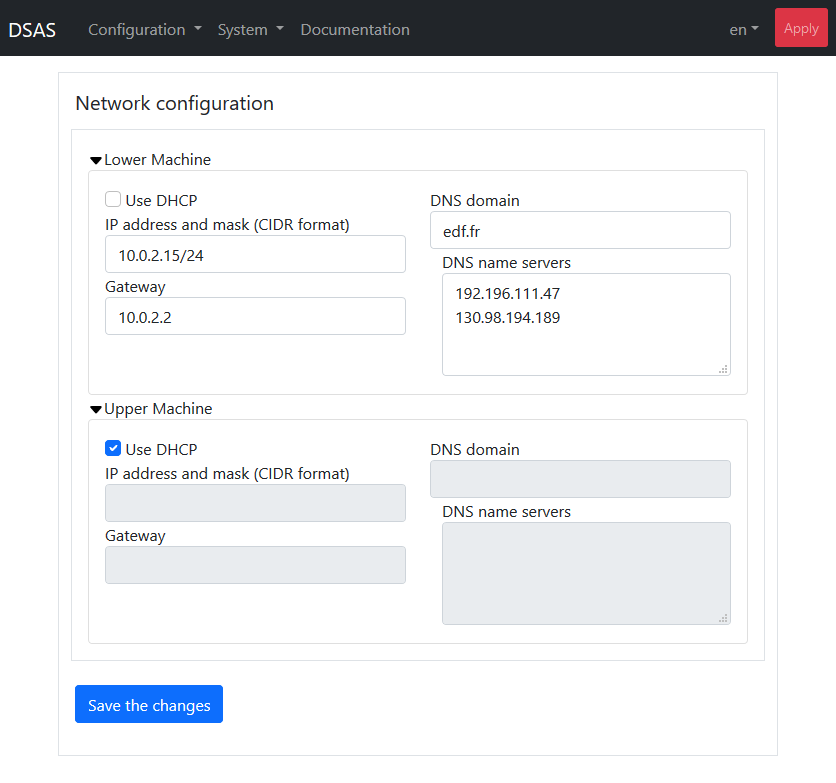 DSAS Configuration System Documentation en Apply
Network configuration
Lower Machine
Use DHCP
IP address and mask (CIDR format)
10.0.2.15/24
Gateway
10.0.2.2
DNS domain
edf.fr
DNS name servers
192.196.111.47
130.98.194.189
Upper Machine
Use DHCP
IP address and mask (CIDR format)
Gateway
DNS domain
DNS name servers
Save the changes